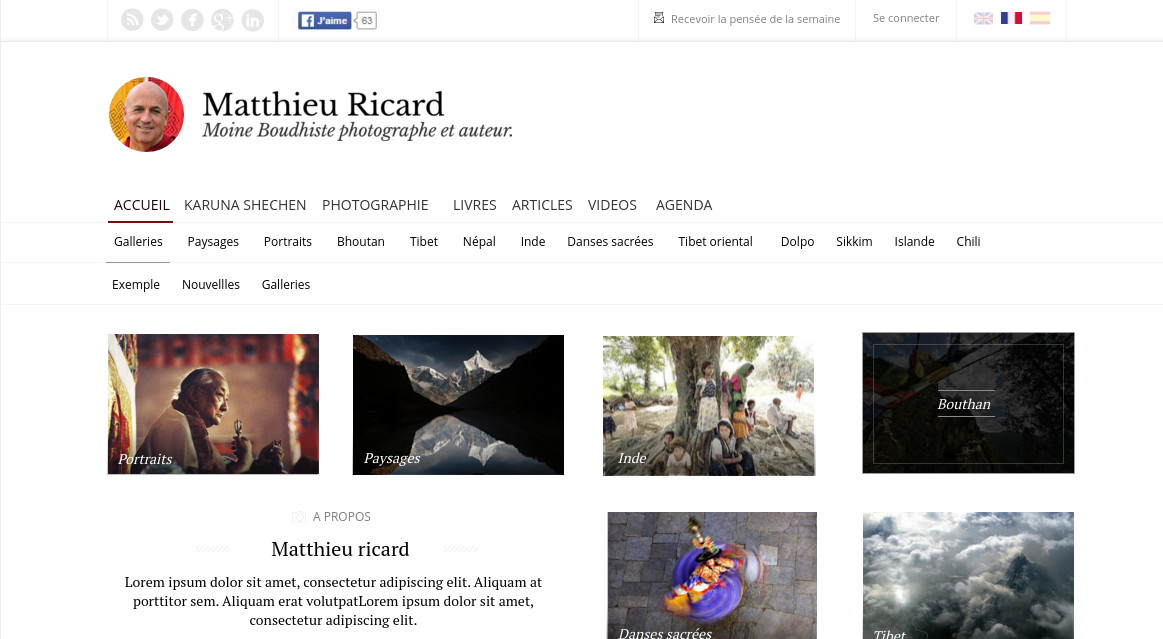 J'aime 63 Recevoir la pensée de la semaine Se connecter
Matthieu Ricard
Moine Boudhiste photographe et auteur.
ACCUEIL KARUNA SHECHEN PHOTOGRAPHIE LIVRES ARTICLES VIDEOS AGENDA
Galleries Paysages Portraits Bhoutan Tibet Népal Inde Danses sacrées Tibet oriental Dolpo Sikkim Islande Chili
Exemple Nouvellles Galleries
Portraits
Paysages
Inde
Bouthan
A PROPOS
Matthieu ricard
Lorem ipsum dolor sit amet, consectetur adipiscing elit. Aliquam at
porttitor sem. Aliquam erat volutpatLorem ipsum dolor sit amet,
consectetur adipiscing elit.
Danses sacrées
Tibet